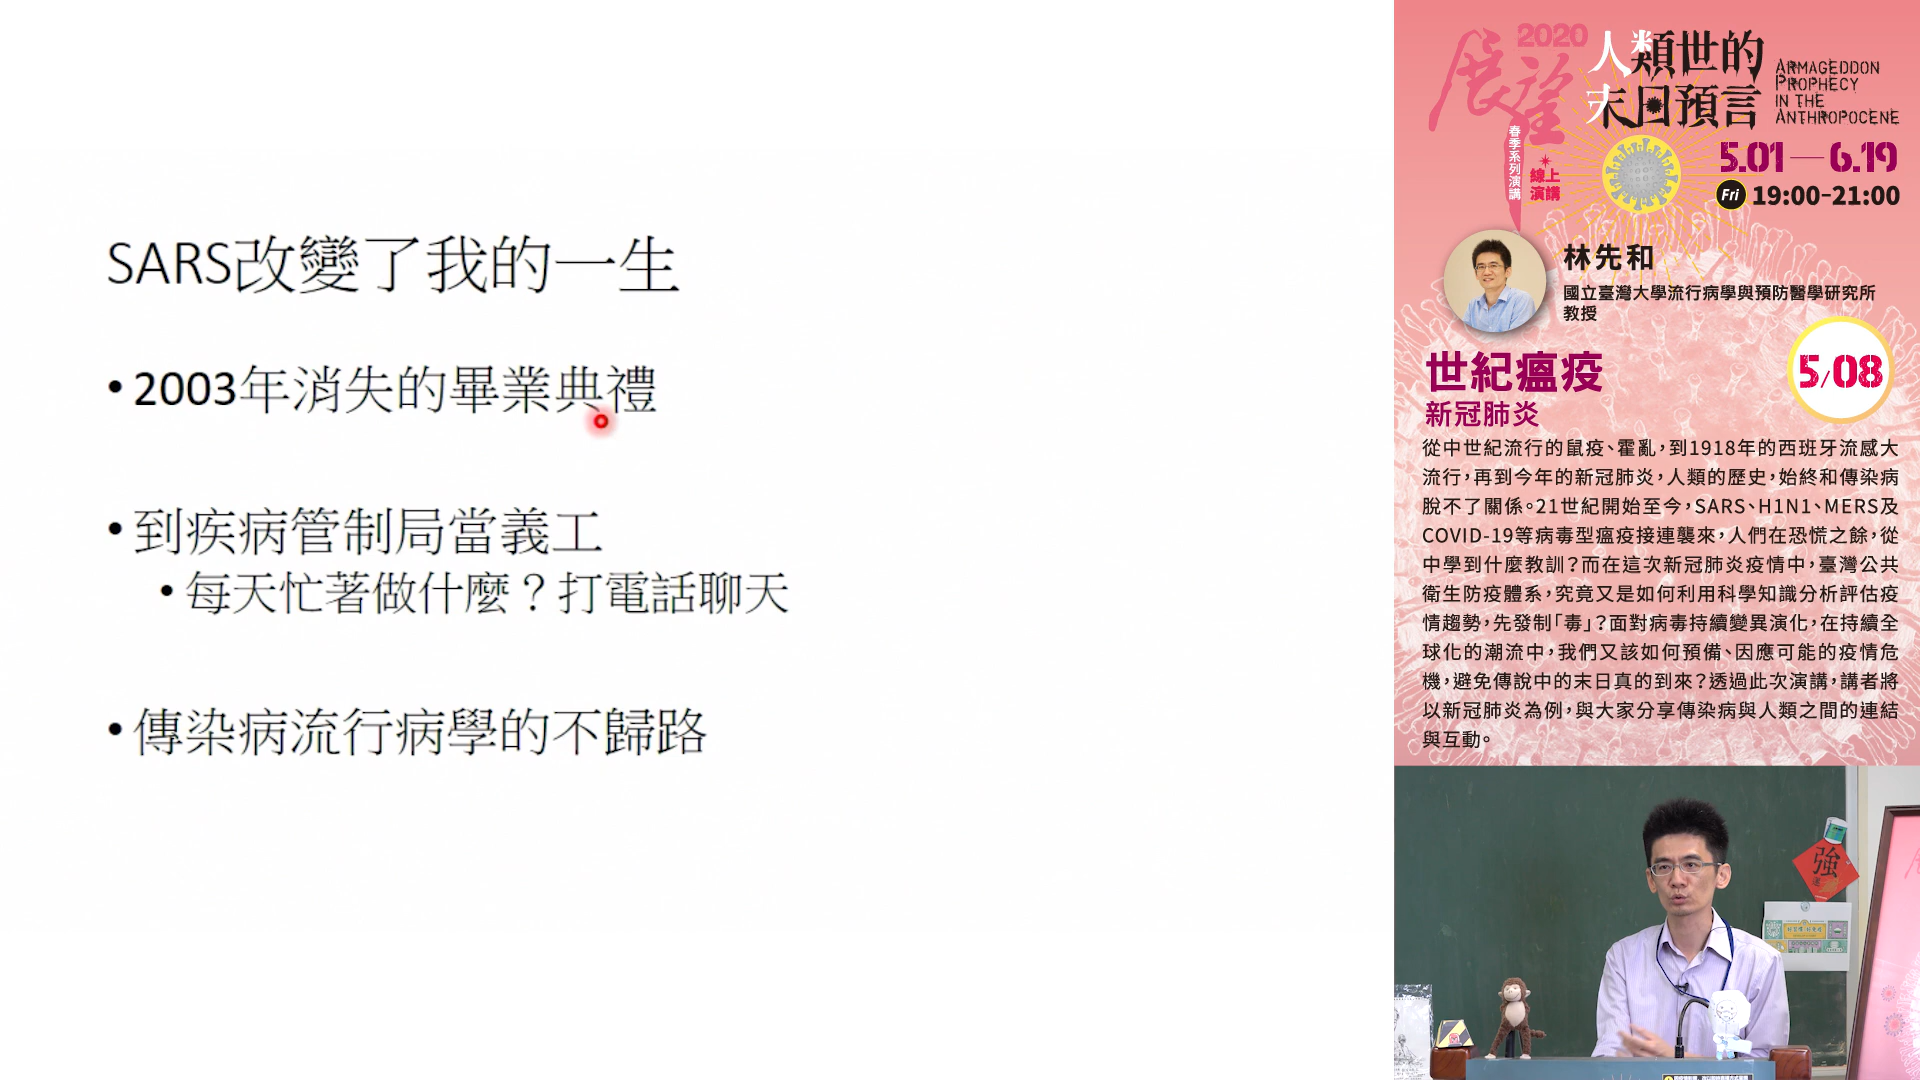 SARS改變了我的一生
• 2003年消失的畢業典禮
• 到疾病管制局當義工
• 每天忙著做什麼？打電話聊天
• 傳染病流行病學的不歸路
2020
展望
春季系列演講
線上
演講
人類世的
末日預言
ARMAGEDDON
PROPHECY
IN THE
ANTHROPOCENE
5.01—6.19
Fri 19:00-21:00
林先和
國立臺灣大學流行病學與預防醫學研究所
教授
世紀瘟疫
5/08
新冠肺炎
從中世紀流行的鼠疫、霍亂，到1918年的西班牙流感大
流行，再到今年的新冠肺炎，人類的歷史，始終和傳染病
脫不了關係。21世紀開始至今，SARS、H1N1、MERS及
COVID-19等病毒型瘟疫接連襲來，人們在恐慌之餘，從
中學到什麼教訓？而在這次新冠肺炎疫情中，臺灣公共
衛生防疫體系，究竟又是如何利用科學知識分析評估疫
情趨勢，先發制「毒」？面對病毒持續變異演化，在持續全
球化的潮流中，我們又該如何預備、因應可能的疫情危
機，避免傳說中的末日真的到來？透過此次演講，講者將
以新冠肺炎為例，與大家分享傳染病與人類之間的連結
與互動。
強